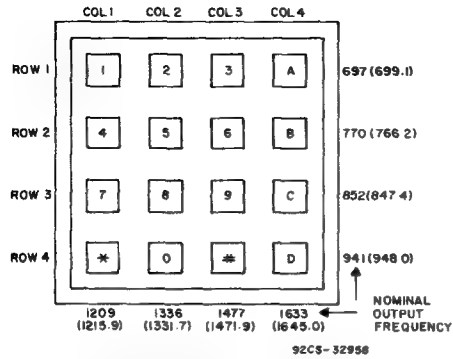 COL 1 COL 2 COL 3 COL 4
ROW 1 1 2 3 A 697 (699.1)
ROW 2 4 5 6 B 770 (766 2)
ROW 3 7 8 9 C 852(847 4)
ROW 4 * 0 # D 941(948 0)
1209 1336 1477 1633 NOMINAL
(1215.9) (1331.7) (1471.9) (1645.0) OUTPUT
FREQUENCY
92CS-32958